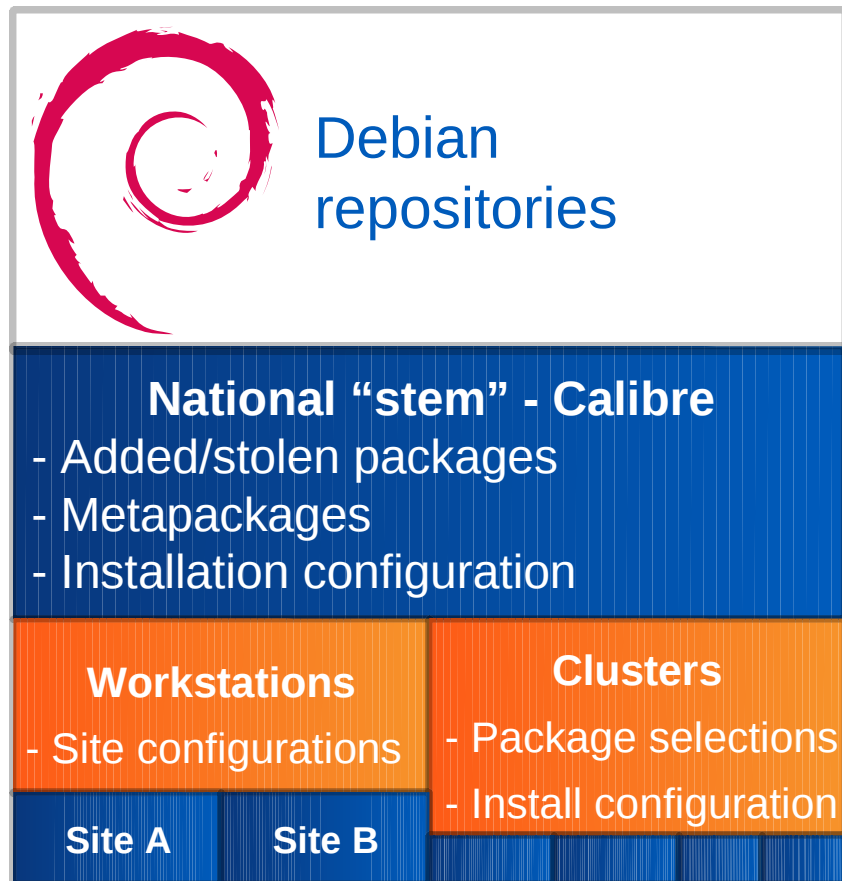 Debian
repositories
National “stem” - Calibre
- Added/stolen packages
- Metapackages
- Installation configuration
Workstations
- Site configurations
Clusters
- Package selections
- Install configuration
Site A
Site B